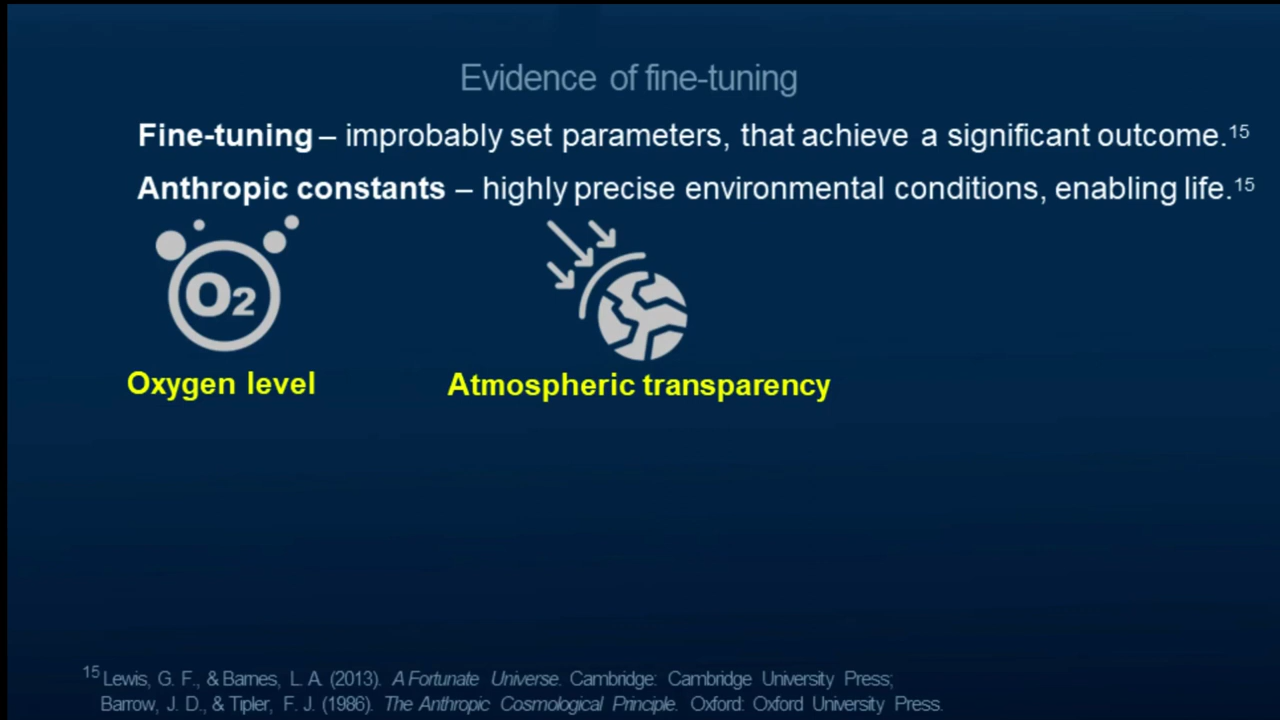 Evidence of fine-tuning
Fine-tuning – improbably set parameters, that achieve a significant outcome.15
Anthropic constants – highly precise environmental conditions, enabling life.15
O2
Oxygen level
Atmospheric transparency
15 Lewis, G. F., & Barnes, L. A. (2013). A Fortunate Universe. Cambridge: Cambridge University Press;
Barrow, J. D., & Tipler, F. J. (1986). The Anthropic Cosmological Principle. Oxford: Oxford University Press.